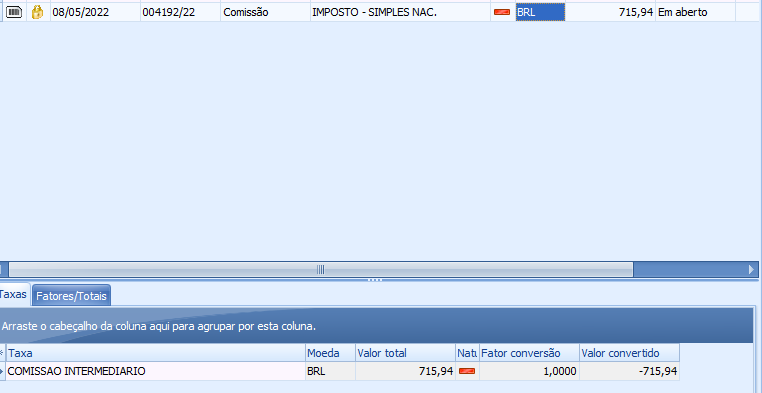 08/05/2022 004192/22 Comissão IMPOSTO - SIMPLES NAC. BRL 715,94 Em aberto
Taxas Fatores/Totais
Arraste o cabeçalho da coluna aqui para agrupar por esta coluna.
Taxa Moeda Valor total Natu Fator conversão Valor convertido
COMISSAO INTERMEDIARIO BRL 715,94 1,0000 -715,94